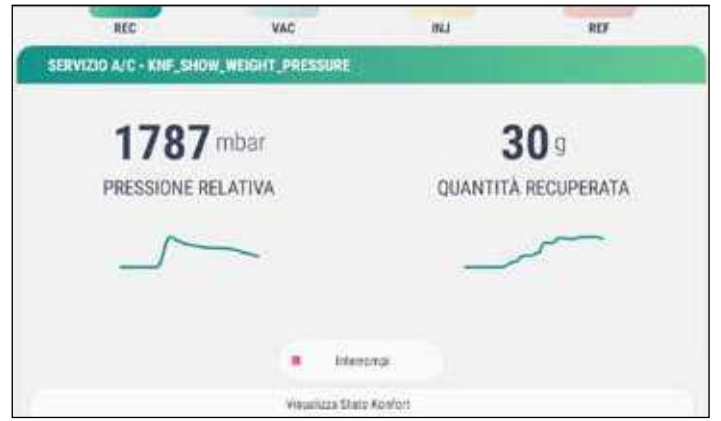 REC VAC INJ REF
SERVIZIO A/C - KNF_SHOW_WEIGHT_PRESSURE
1787 mbar 30 g
PRESSIONE RELATIVA QUANTITÀ RECUPERATA
Interrompi
Visualizza Stato Konfort